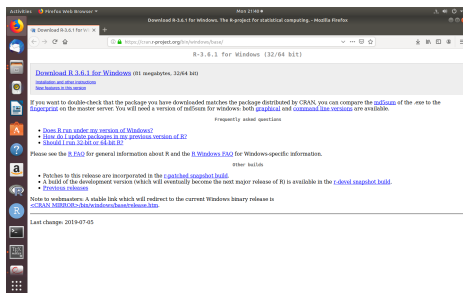 Activities Firefox Web Browser Mon 21:46
Download R-3.6.1 for Windows. The R-project for statistical computing. - Mozilla Firefox
Download R-3.6.1 for Win
https://cran.r-project.org/bin/windows/base/
R-3.6.1 for Windows (32/64 bit)
Download R 3.6.1 for Windows (81 megabytes, 32/64 bit)
Installation and other instructions
New features in this version
If you want to double-check that the package you have downloaded matches the package distributed by CRAN, you can compare the md5sum of the .exe to the
fingerprint on the master server. You will need a version of md5sum for windows: both graphical and command line versions are available.
Frequently asked questions
Does R run under my version of Windows?
How do I update packages in my previous version of R?
Should I run 32-bit or 64-bit R?
Please see the R FAQ for general information about R and the R Windows FAQ for Windows-specific information.
Other builds
Patches to this release are incorporated in the r-patched snapshot build.
A build of the development version (which will eventually become the next major release of R) is available in the r-devel snapshot build.
Previous releases
Note to webmasters: A stable link which will redirect to the current Windows binary release is
<CRAN MIRROR>/bin/windows/base/release.htm.
Last change: 2019-07-05